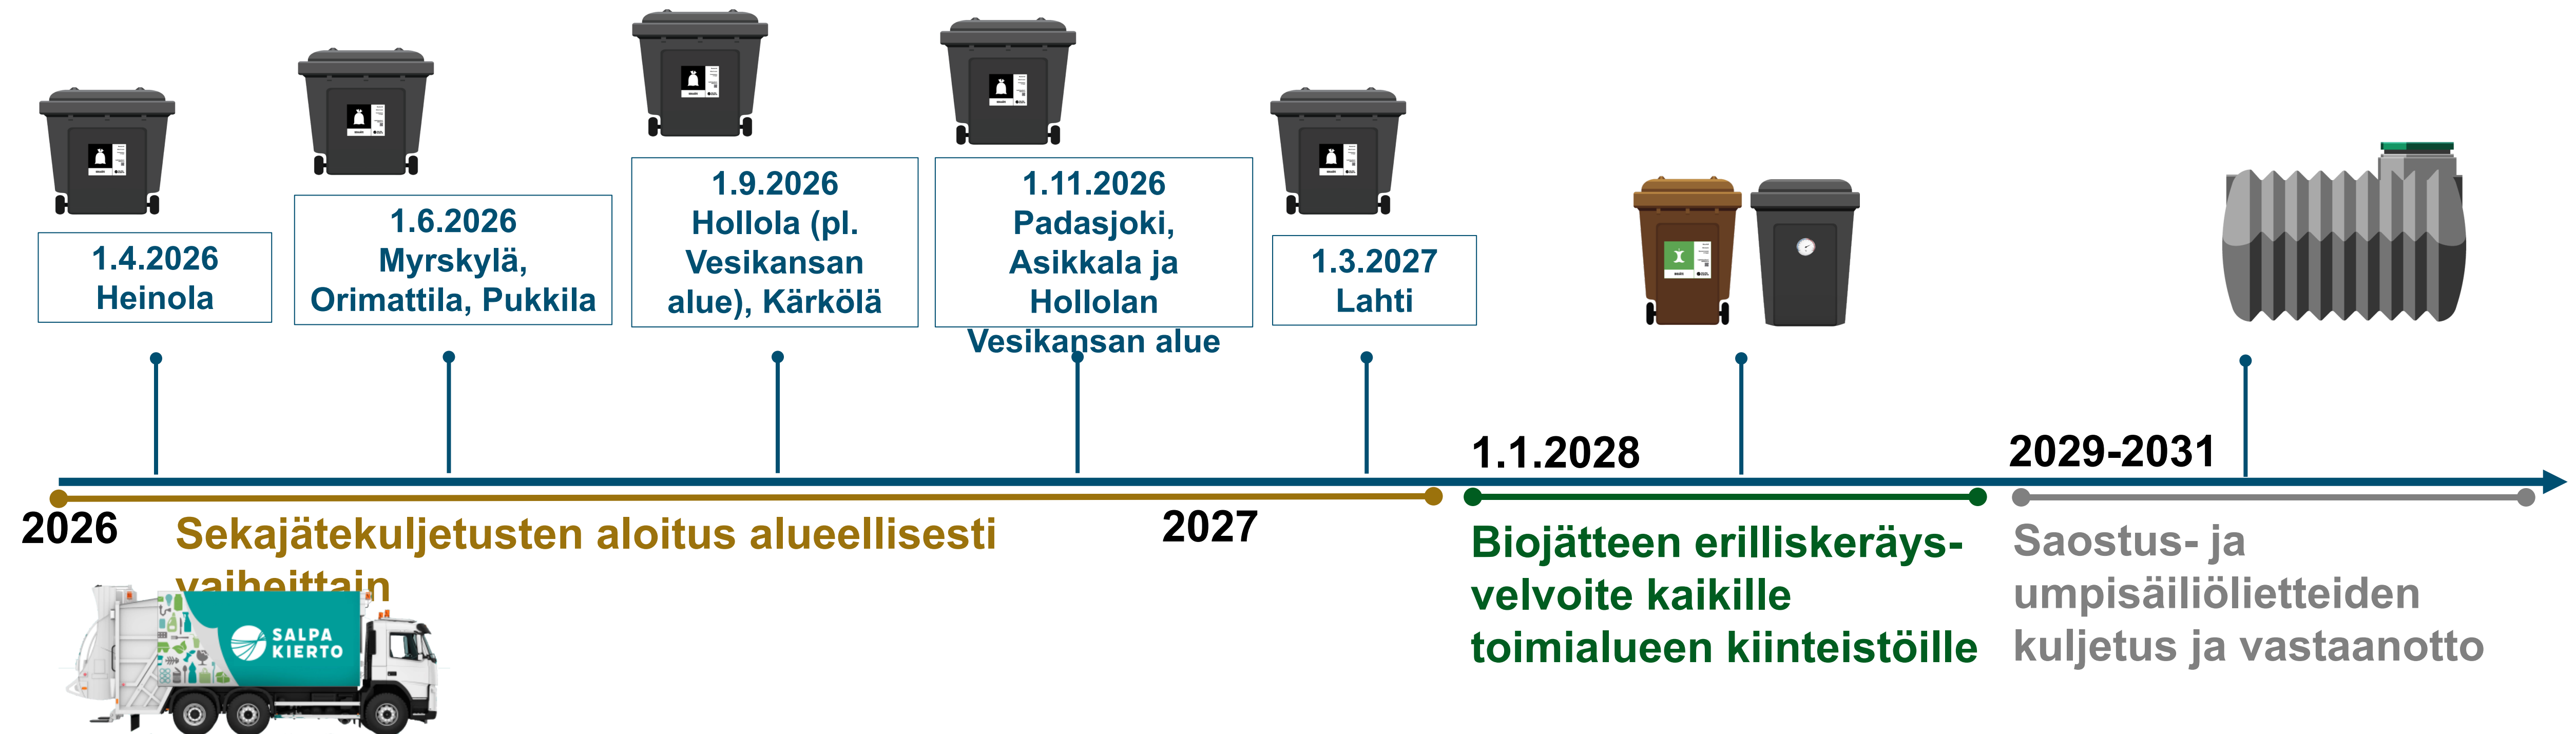 1.4.2026
Heinola
1.6.2026
Myrskylä,
Orimattila, Pukkila
1.9.2026
Hollola (pl.
Vesikansan
alue), Kärkölä
1.11.2026
Padasjoki,
Asikkala ja
Hollolan
Vesikansan alue
1.3.2027
Lahti
1.1.2028
2029-2031
2026
Sekajätekuljetusten aloitus alueellisesti
vaiheittain
2027
Biojätteen erilliskeräys-
velvoite kaikille
toimialueen kiinteistöille
Saostus- ja
umpisäiliölietteiden
kuljetus ja vastaanotto
SALPA
KIERTO